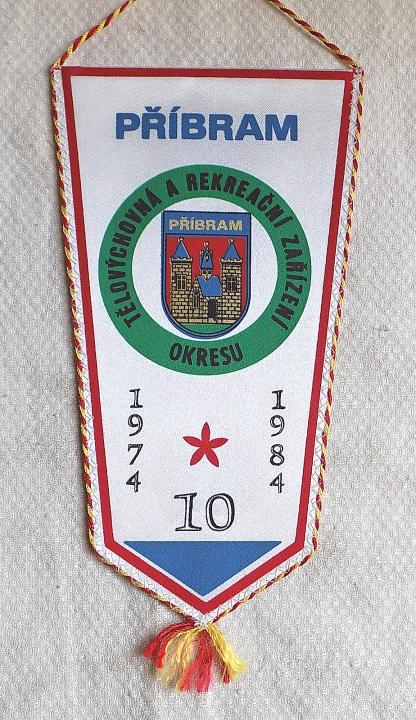 PŘÍBRAM
TĚLOVÝCHOVNÁ A REKREAČNÍ ZAŘÍZENÍ
OKRESU
PŘÍBRAM
1974
1984
10